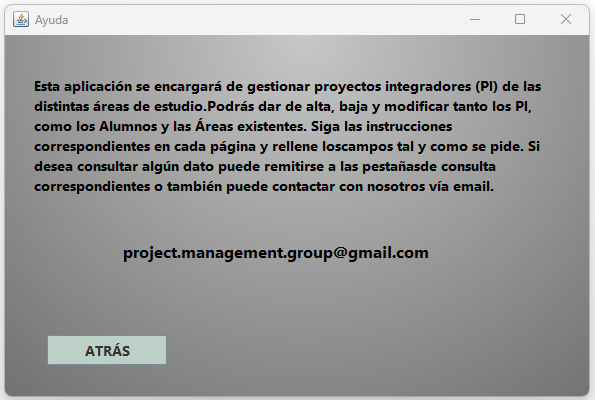 Ayuda
Esta aplicación se encargará de gestionar proyectos integradores (PI) de las
distintas áreas de estudio.Podrás dar de alta, baja y modificar tanto los PI,
como los Alumnos y las Áreas existentes. Siga las instrucciones
correspondientes en cada página y rellene loscampos tal y como se pide. Si
desea consultar algún dato puede remitirse a las pestañasde consulta
correspondientes o también puede contactar con nosotros vía email.
project.management.group@gmail.com
ATRÁS